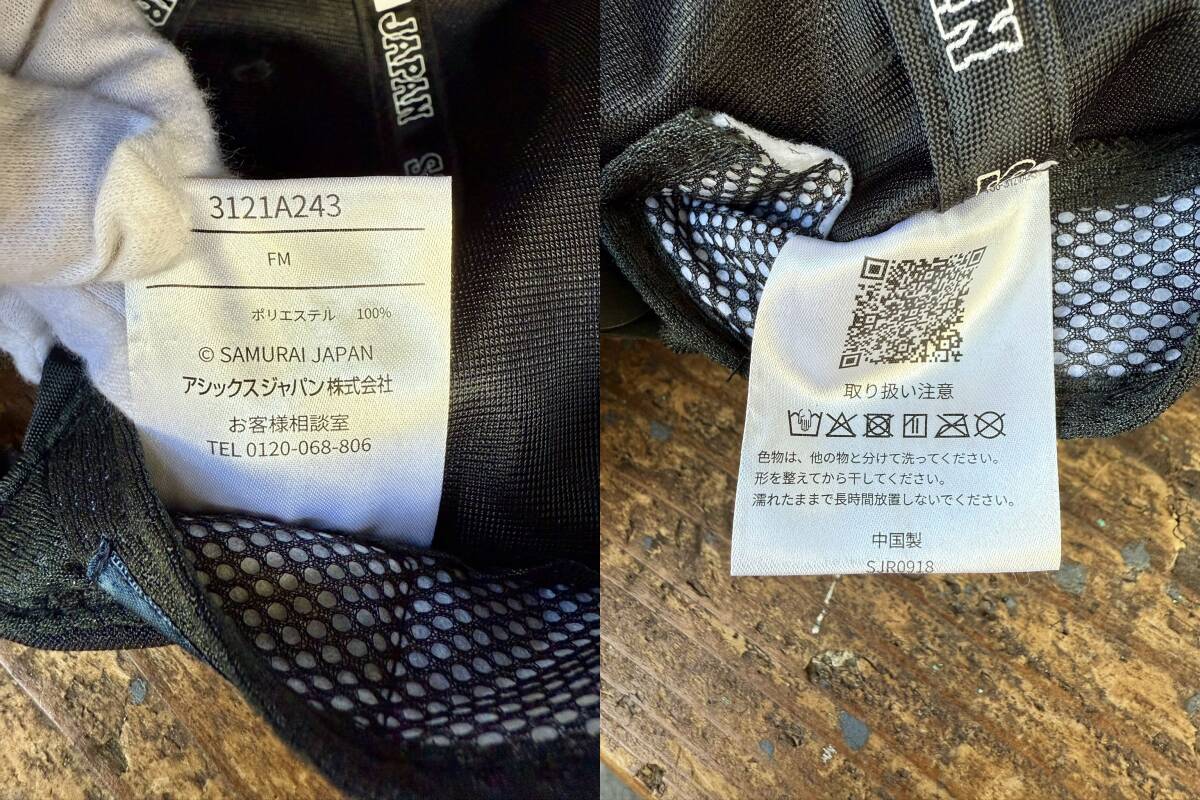 JAPAN
3121A243
FM
ポリエステル 100%
© SAMURAI JAPAN
アシックスジャパン株式会社
お客様相談室
TEL 0120-068-806
取り扱い注意
色物は、他の物と分けて洗ってください。
形を整えてから干してください。
濡れたままで長時間放置しないでください。
中国製
SJR0918